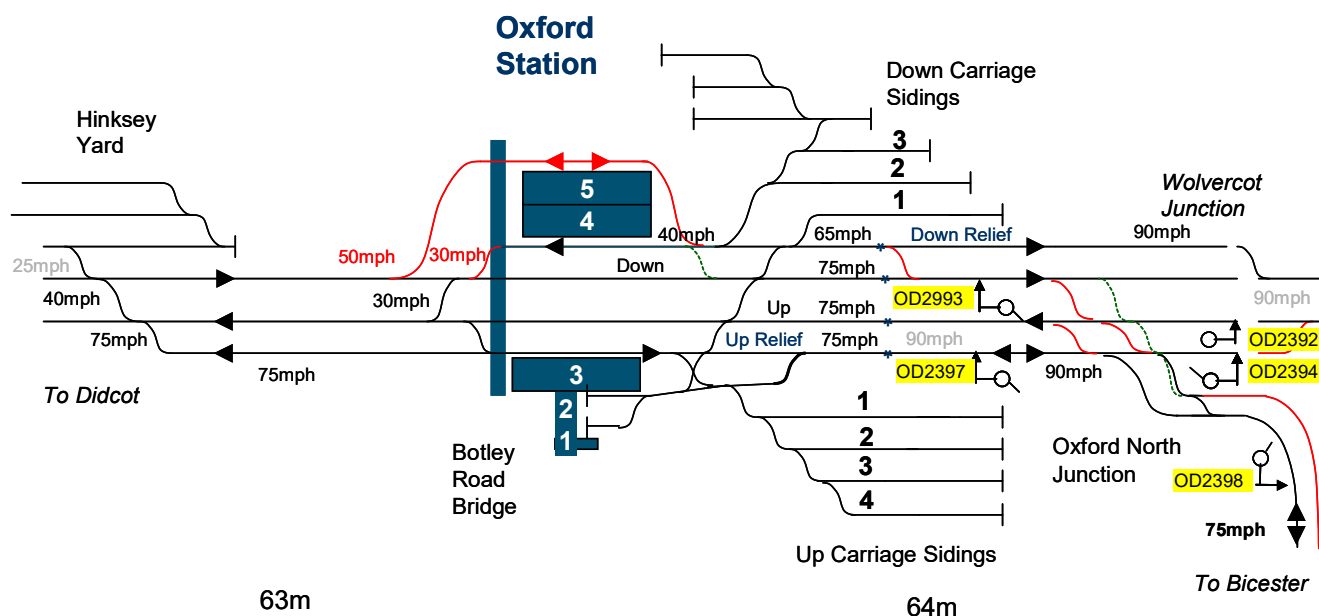 Oxford
Station
Down Carriage
Sidings
Hinksey
Yard
3
2
1
Wolvercot
Junction
5
4
40mph
65mph
Down Relief
90mph
50mph
30mph
25mph
Down
75mph
40mph
30mph
OD2993
90mph
Up
75mph
75mph
Up Relief
75mph
90mph
OD2392
75mph
3
OD2397
90mph
OD2394
To Didcot
2
1
1
2
3
4
Botley
Road
Bridge
Oxford North
Junction
OD2398
75mph
Up Carriage Sidings
To Bicester
63m
64m